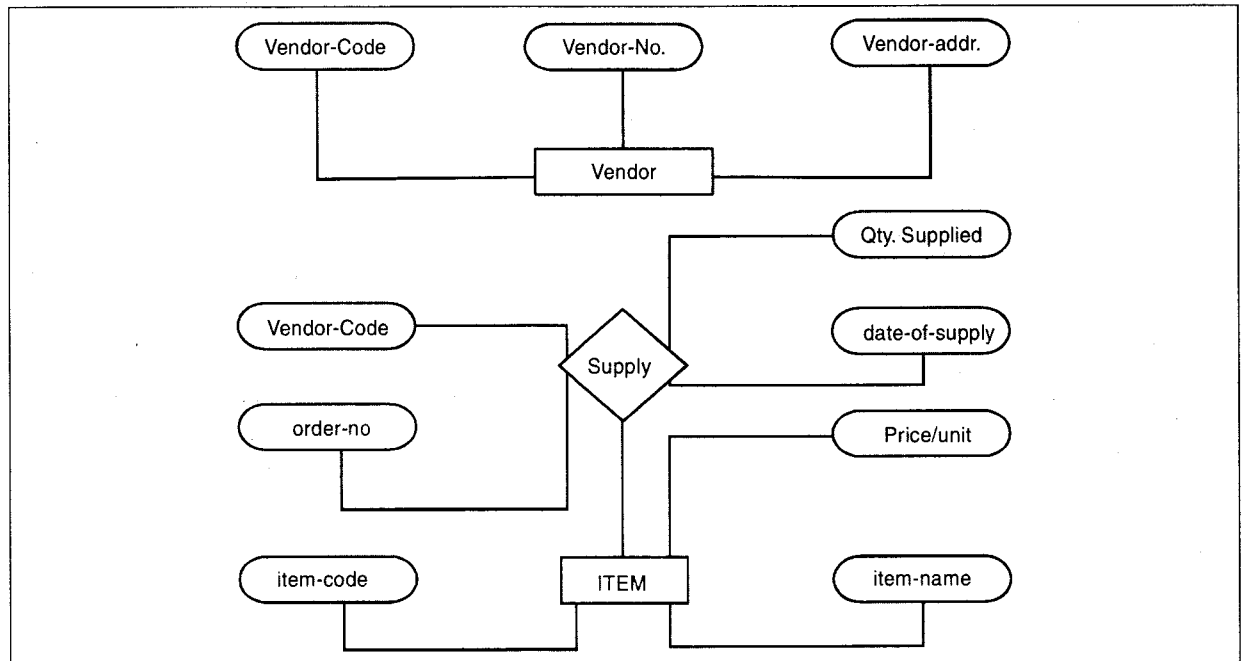 Vendor-Code
Vendor-No.
Vendor-addr.
Vendor
Qty. Supplied
Vendor-Code
date-of-supply
Supply
order-no
Price/unit
item-code
ITEM
item-name